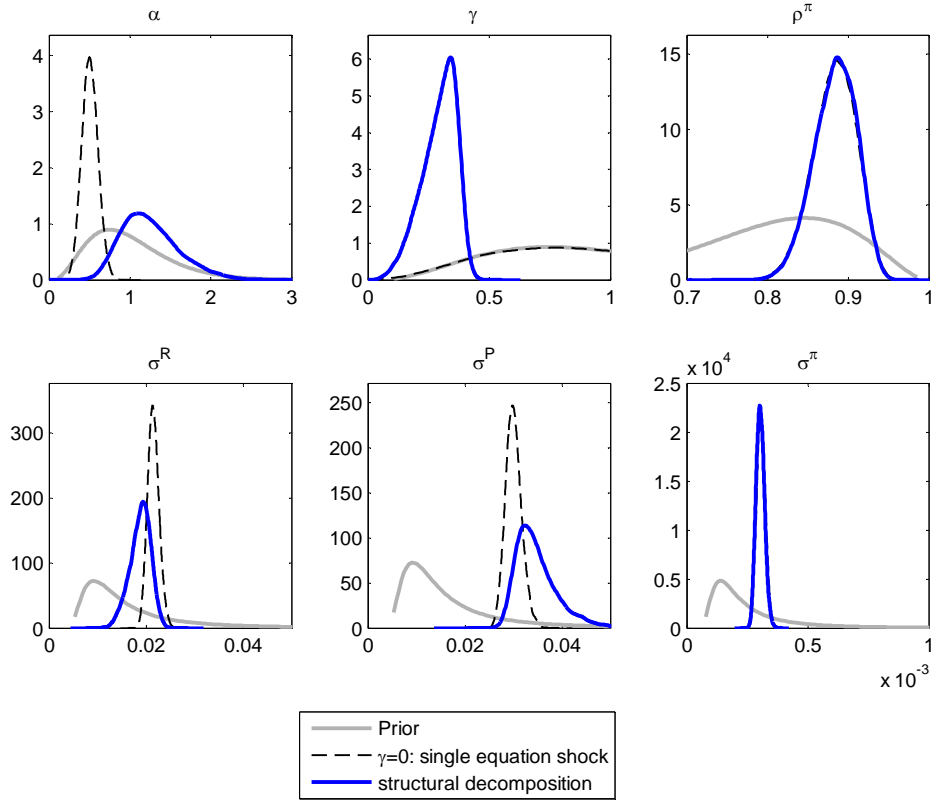 α γ ρ^π
4
3
2
1
0
0 1 2 3
6
5
4
3
2
1
0
0 0.5 1
15
10
5
0
0.7 0.8 0.9 1
σ^R σ^P σ^π
300
200
100
0
0 0.02 0.04
250
200
150
100
50
0
0 0.02 0.04
x 10^4
2.5
2
1.5
1
0.5
0
0 0.5 1
x 10^-3
Prior
γ=0: single equation shock
structural decomposition